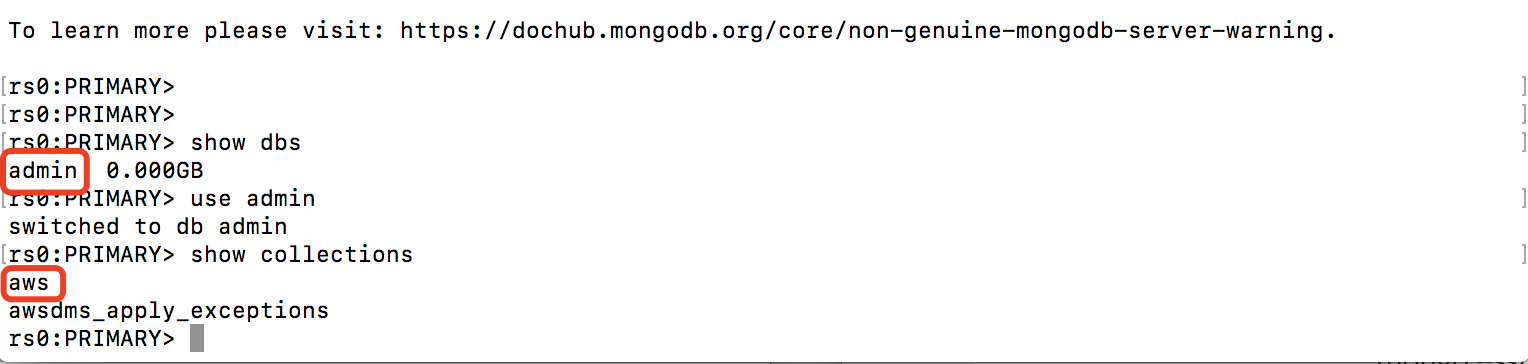 To learn more please visit: https://dochub.mongodb.org/core/non-genuine-mongodb-server-warning.
[rs0:PRIMARY> ]
[rs0:PRIMARY> ]
[rs0:PRIMARY> show dbs ]
admin 0.000GB
[rs0:PRIMARY> use admin ]
switched to db admin
[rs0:PRIMARY> show collections ]
aws
awsdms_apply_exceptions
rs0:PRIMARY>